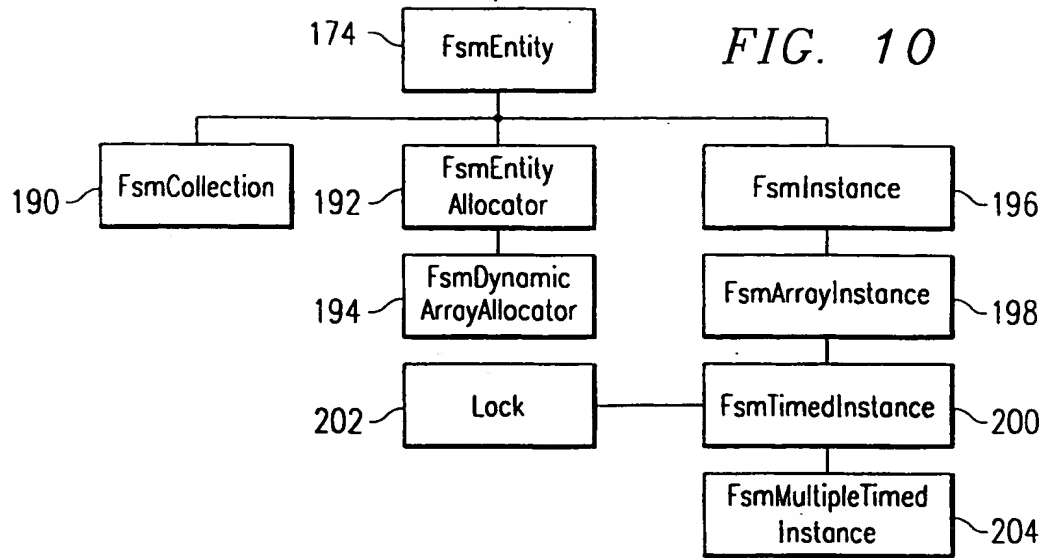 174
FsmEntity
FIG. 10
190
FsmCollection
192
FsmEntity
Allocator
FsmInstance
196
194
FsmDynamic
ArrayAllocator
FsmArrayInstance
198
202
Lock
FsmTimedInstance
200
FsmMultipleTimed
Instance
204